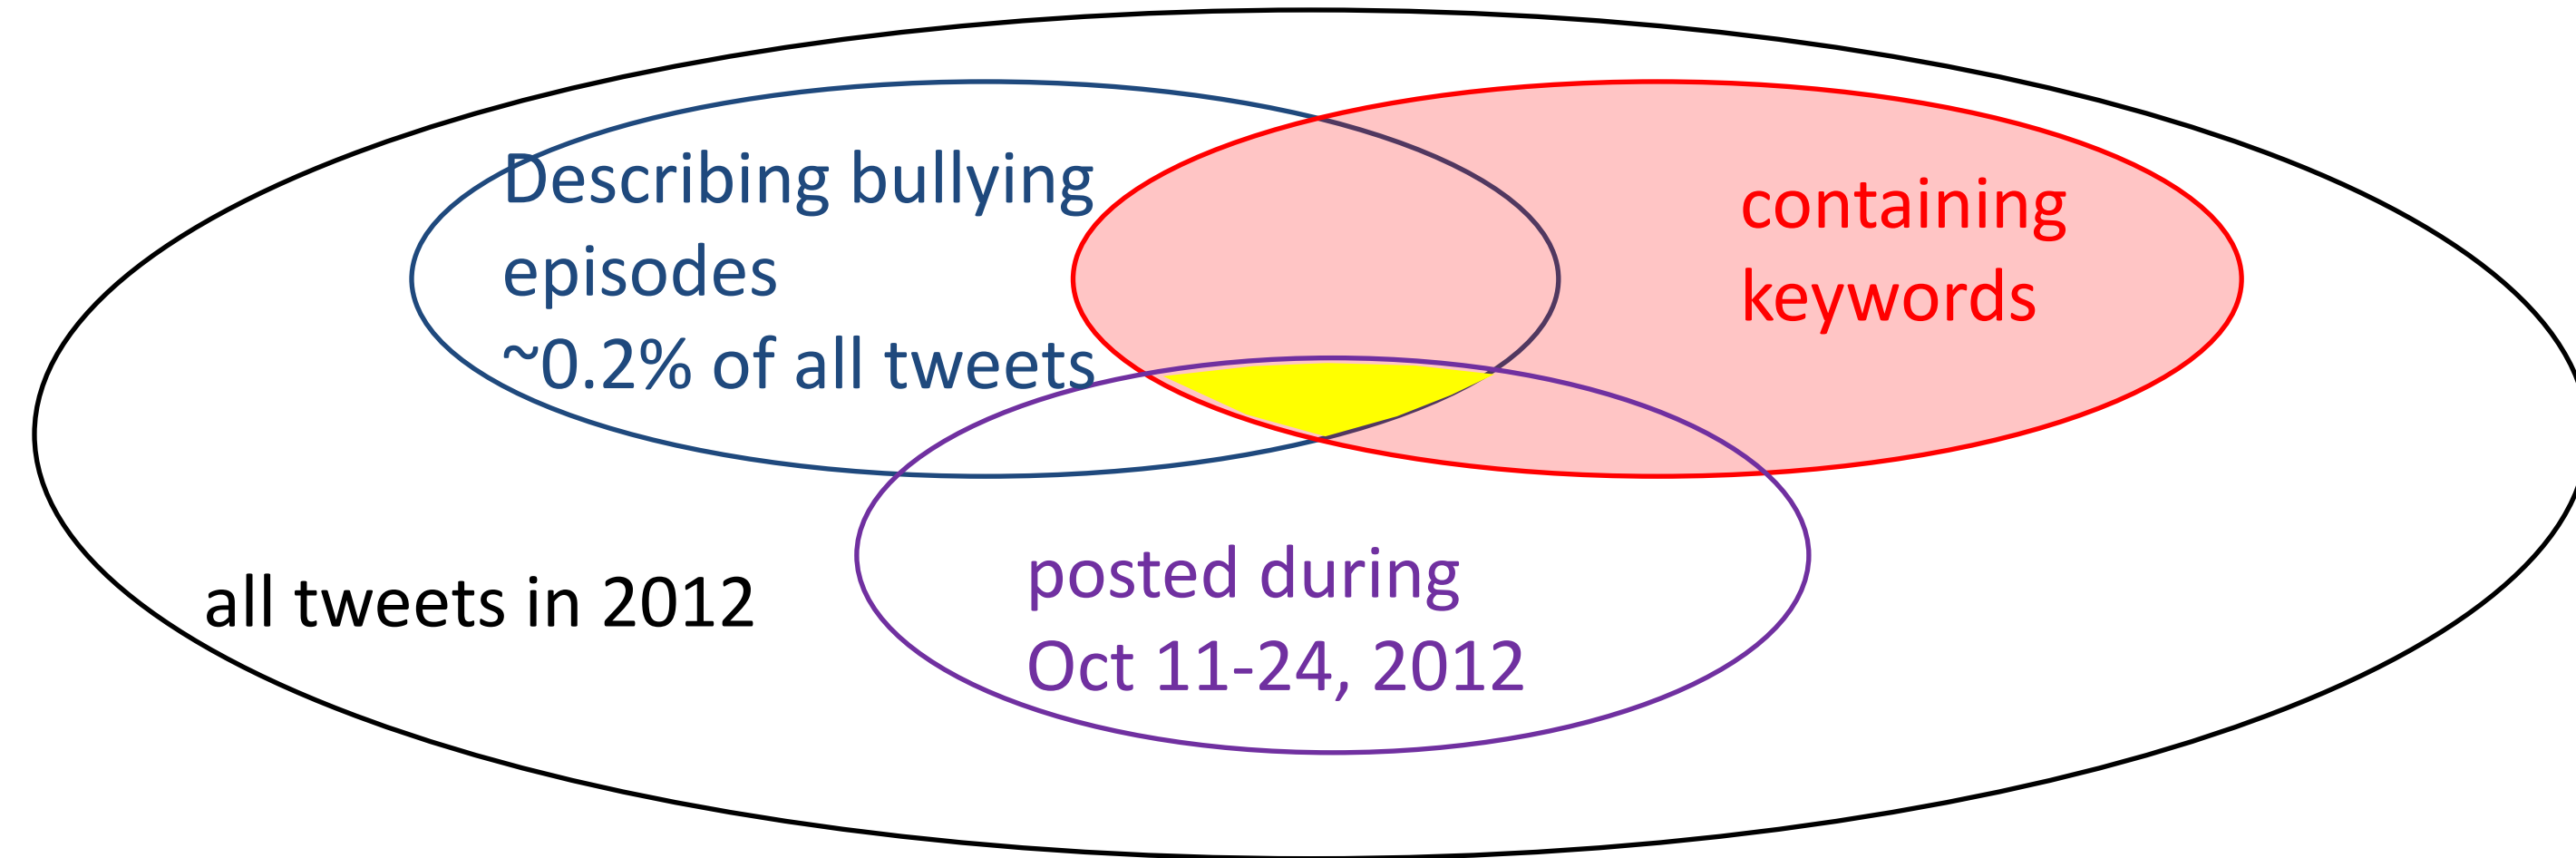 Describing bullying
episodes
~0.2% of all tweets
containing
keywords
all tweets in 2012
posted during
Oct 11-24, 2012